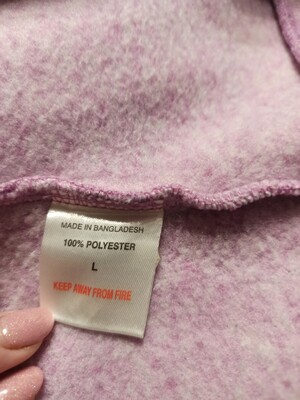 MADE IN BANGLADESH
100% POLYESTER
L
KEEP AWAY FROM FIRE